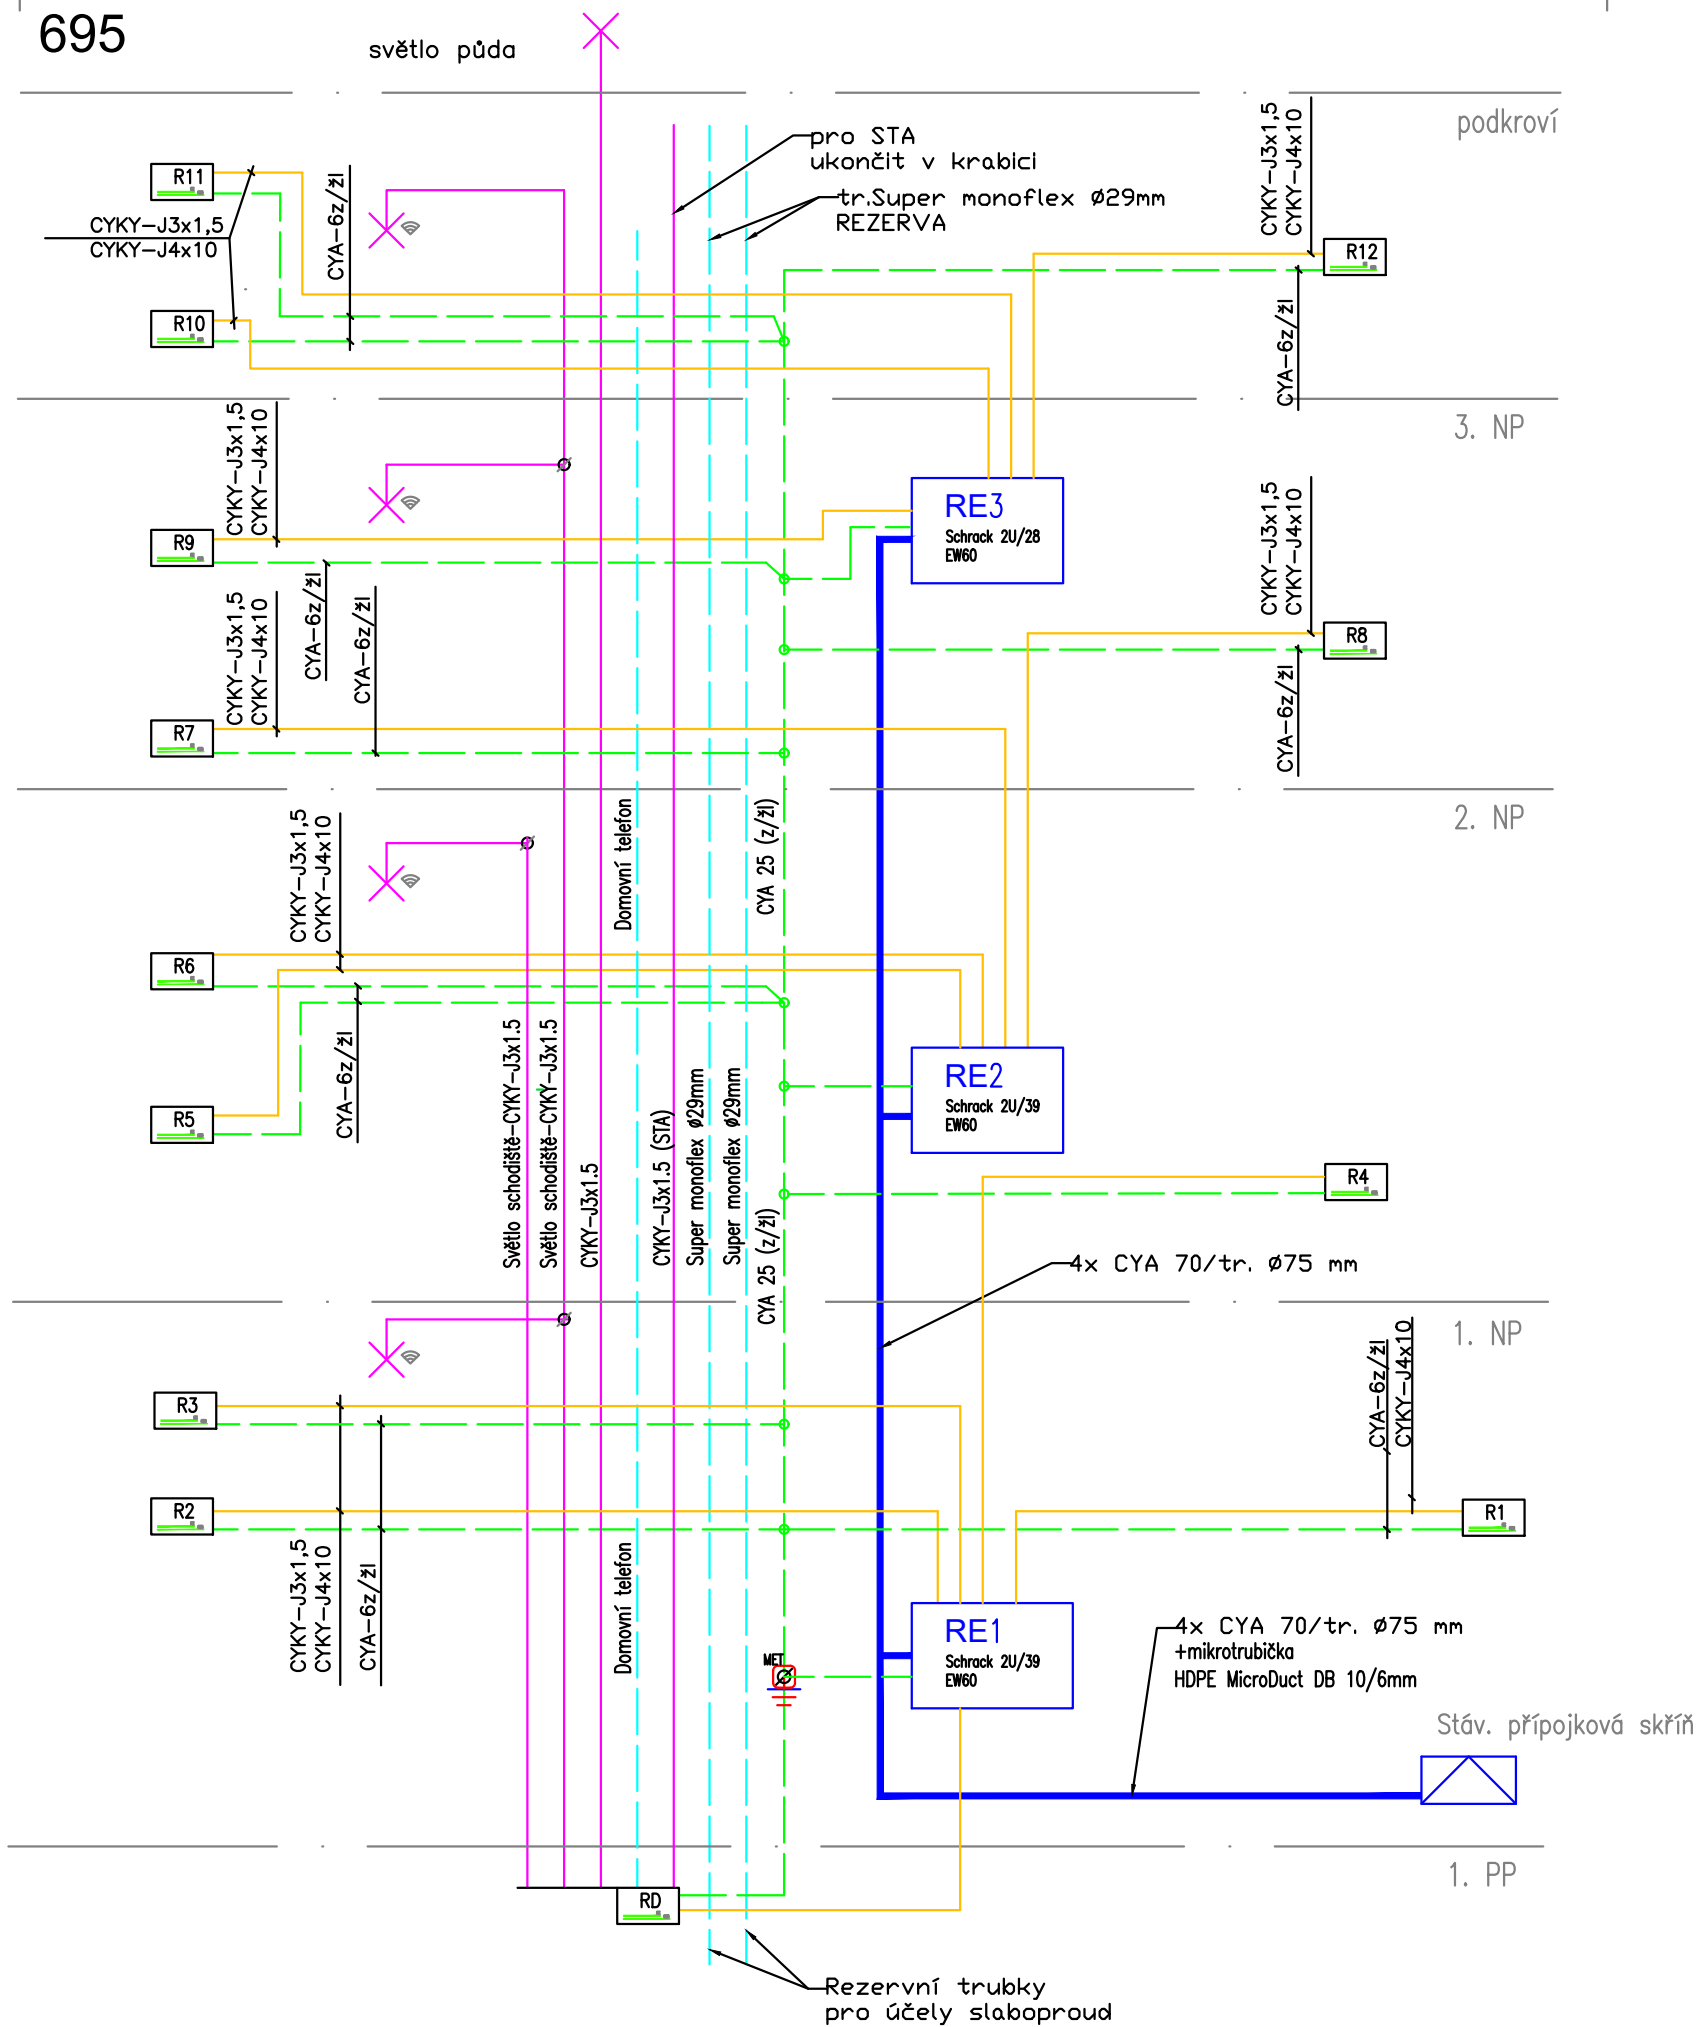 695
světlo půda
podkroví
pro STA
ukončit v krabici
tr.Super monoflex Ø29mm
REZERVA
R11
CYKY-J3x1,5
CYKY-J4x10
CYA-6z/žl
R10
CYKY-J3x1,5
CYKY-J4x10
R12
CYA-6z/žl
3. NP
CYKY-J3x1,5
CYKY-J4x10
R9
CYA-6z/žl
CYA-6z/žl
CYKY-J3x1,5
CYKY-J4x10
R7
RE3
Schrack 2U/28
EW60
CYKY-J3x1,5
CYKY-J4x10
R8
CYA-6z/žl
2. NP
CYKY-J3x1,5
CYKY-J4x10
Domovní telefon
CYA 25 (z/žl)
R6
CYA-6z/žl
R5
Světlo schodiště-CYKY-J3x1.5
Světlo schodiště-CYKY-J3x1.5
CYKY-J3x1.5
CYKY-J3x1.5 (STA)
Super monoflex Ø29mm
Super monoflex Ø29mm
CYA 25 (z/žl)
RE2
Schrack 2U/39
EW60
R4
4x CYA 70/tr. Ø75 mm
1. NP
R3
R2
CYKY-J3x1,5
CYKY-J4x10
CYA-6z/žl
Domovní telefon
CYA-6z/žl
CYKY-J4x10
R1
MET
RE1
Schrack 2U/39
EW60
4x CYA 70/tr. Ø75 mm
+mikrotrubička
HDPE MicroDuct DB 10/6mm
Stáv. přípojková skříň
1. PP
RD
Rezervní trubky
pro účely slaboproud